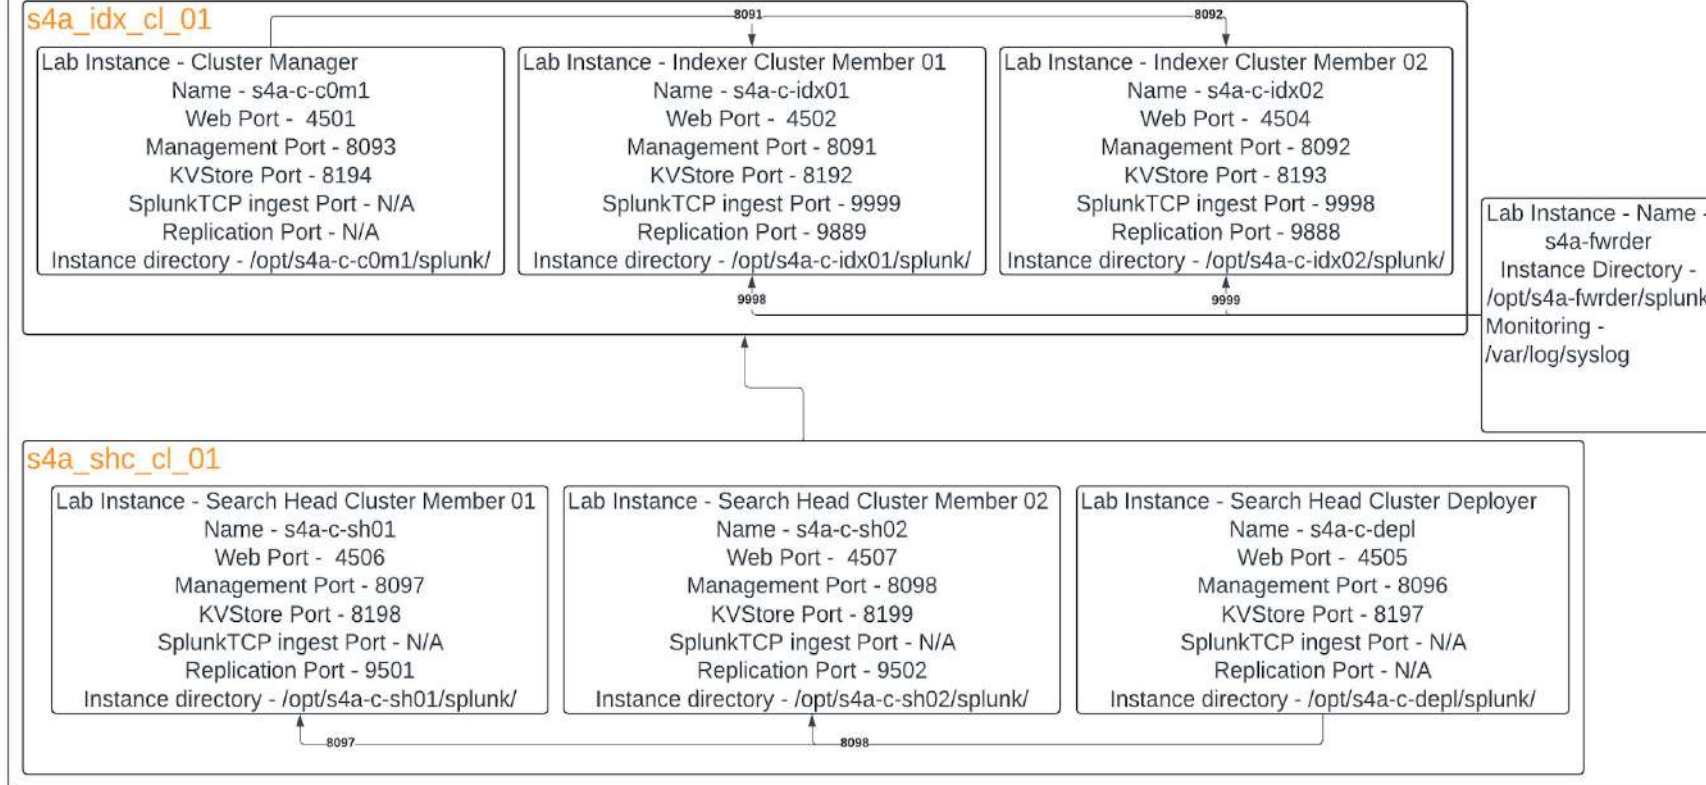 s4a_idx_cl_01
8091
8092
Lab Instance - Cluster Manager
Name - s4a-c-c0m1
Web Port -  4501
Management Port - 8093
KVStore Port - 8194
SplunkTCP ingest Port - N/A
Replication Port - N/A
Instance directory - /opt/s4a-c-c0m1/splunk/
Lab Instance - Indexer Cluster Member 01
Name - s4a-c-idx01
Web Port -  4502
Management Port - 8091
KVStore Port - 8192
SplunkTCP ingest Port - 9999
Replication Port - 9889
Instance directory - /opt/s4a-c-idx01/splunk/
Lab Instance - Indexer Cluster Member 02
Name - s4a-c-idx02
Web Port -  4504
Management Port - 8092
KVStore Port - 8193
SplunkTCP ingest Port - 9998
Replication Port - 9888
Instance directory - /opt/s4a-c-idx02/splunk/
9998
9999
Lab Instance - Name -
s4a-fwrder
Instance Directory -
/opt/s4a-fwrder/splunk
Monitoring -
/var/log/syslog
s4a_shc_cl_01
Lab Instance - Search Head Cluster Member 01
Name - s4a-c-sh01
Web Port -  4506
Management Port - 8097
KVStore Port - 8198
SplunkTCP ingest Port - N/A
Replication Port - 9501
Instance directory - /opt/s4a-c-sh01/splunk/
Lab Instance - Search Head Cluster Member 02
Name - s4a-c-sh02
Web Port -  4507
Management Port - 8098
KVStore Port - 8199
SplunkTCP ingest Port - N/A
Replication Port - 9502
Instance directory - /opt/s4a-c-sh02/splunk/
Lab Instance - Search Head Cluster Deployer
Name - s4a-c-depl
Web Port -  4505
Management Port - 8096
KVStore Port - 8197
SplunkTCP ingest Port - N/A
Replication Port - N/A
Instance directory - /opt/s4a-c-depl/splunk/
8097
8098